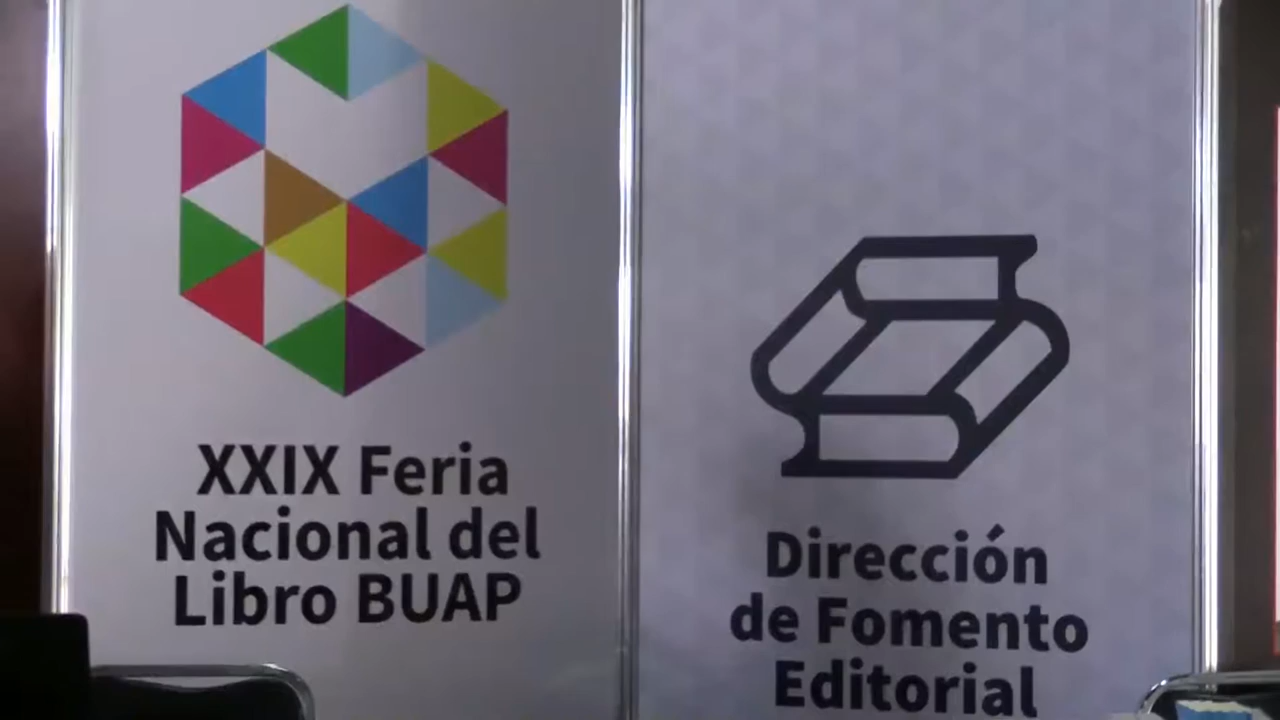 XXIX Feria
Nacional del
Libro BUAP
Dirección
de Fomento
Editorial